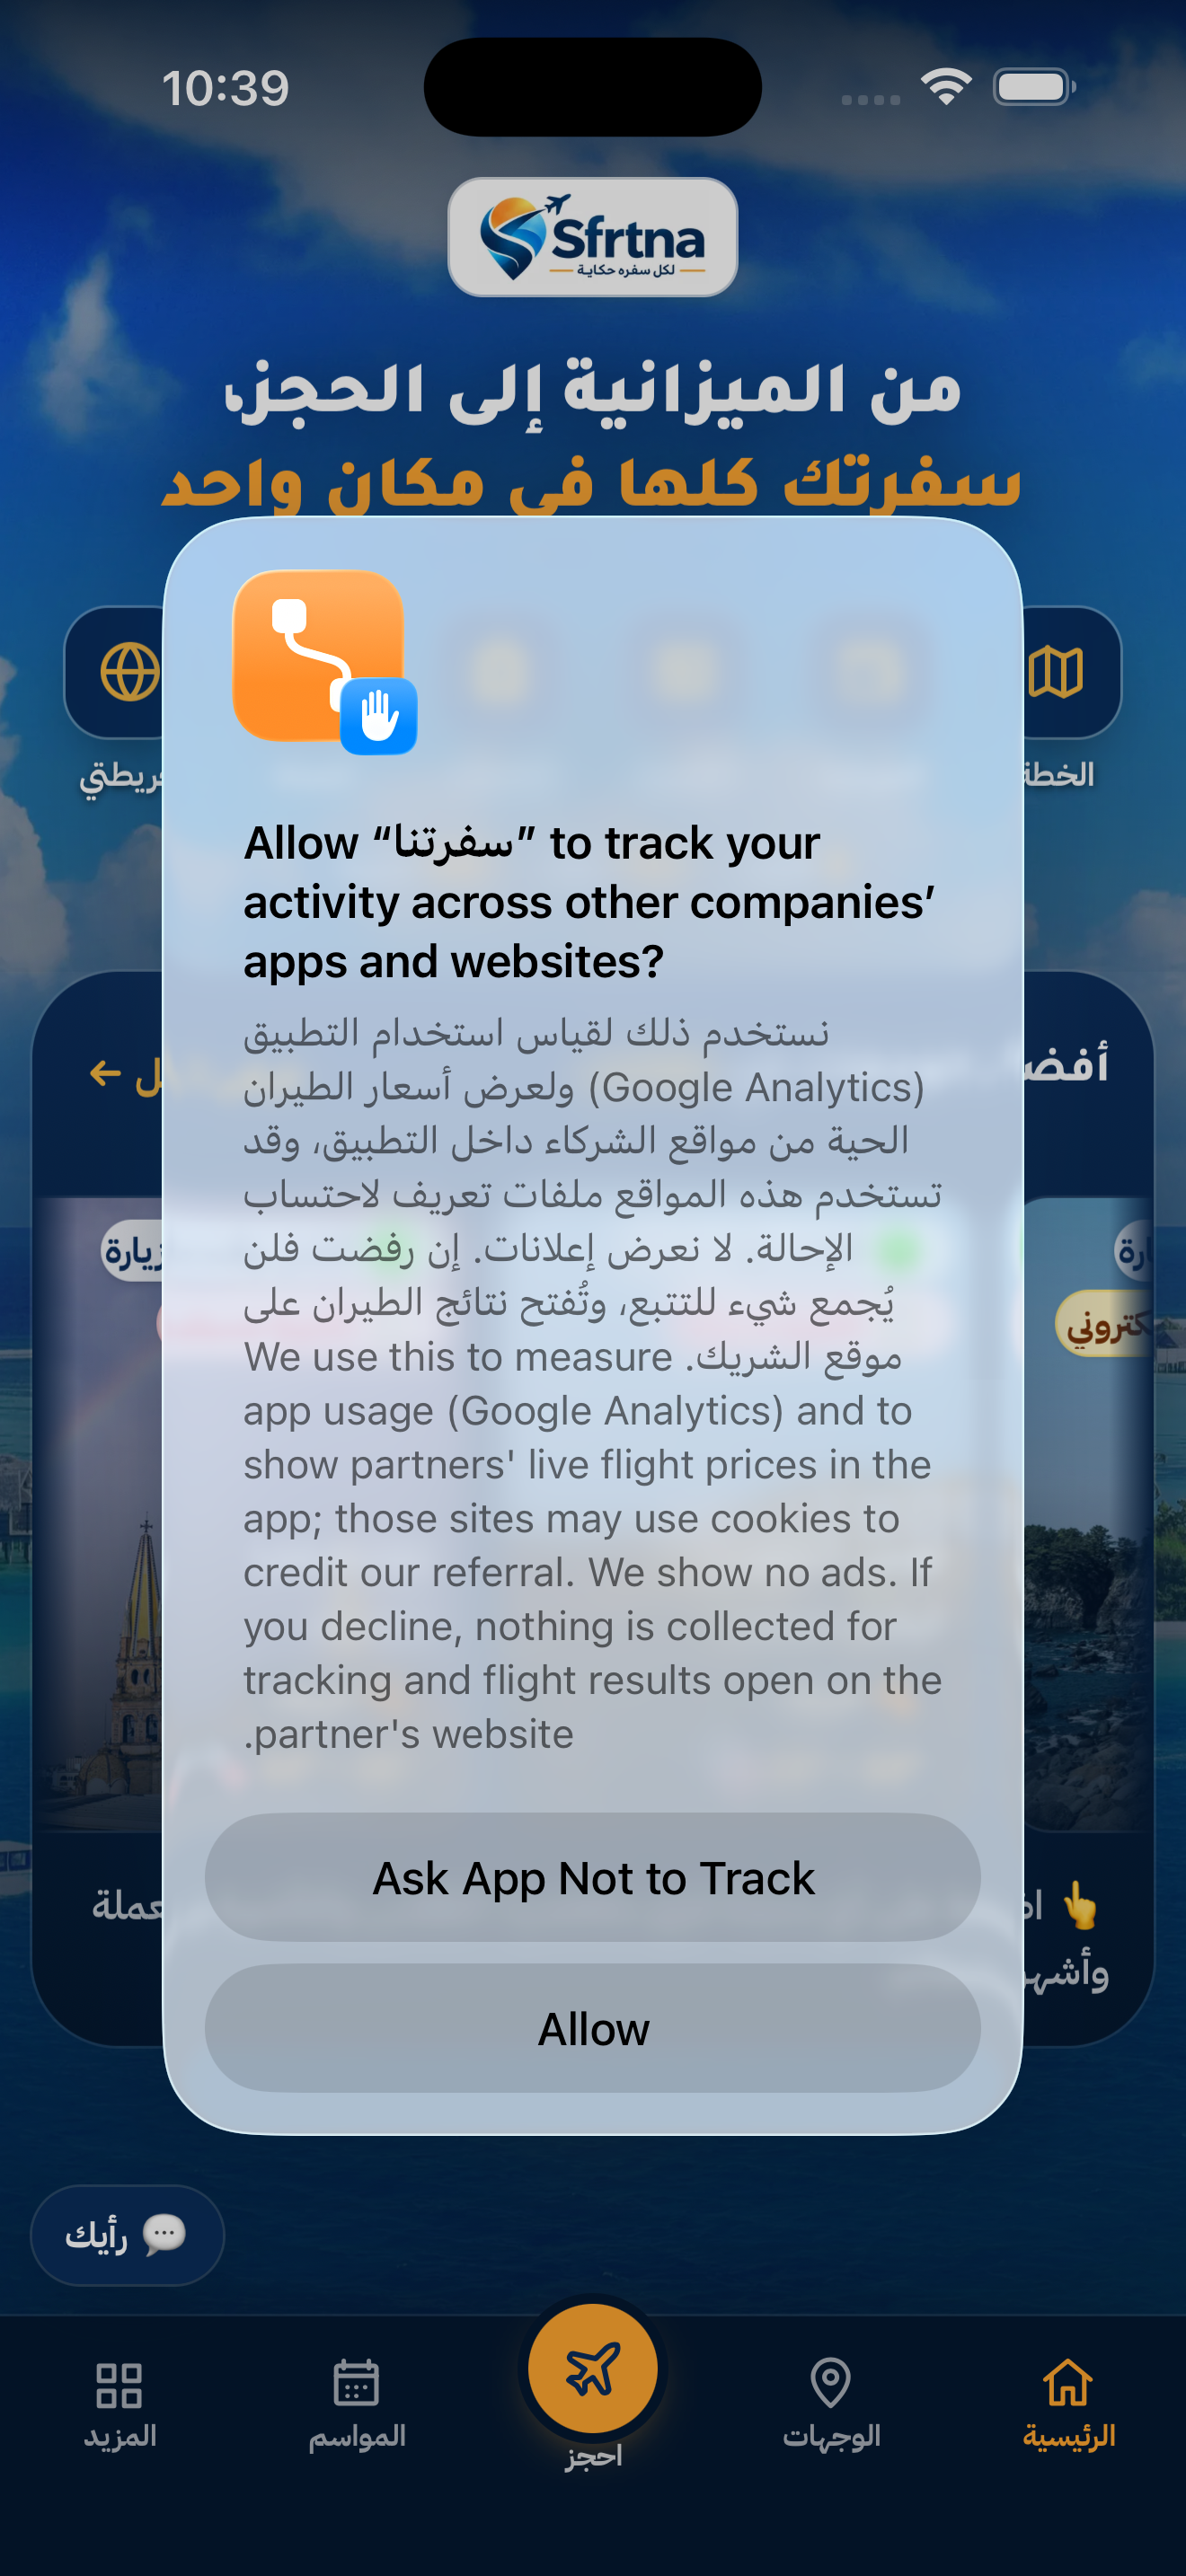 10:39
Sfrtna
لكل سفره حكاية
من الميزانية إلى الحجز،
سفرتك كلها في مكان واحد
الخطة
Allow “سفرتنا” to track your
activity across other companies’
apps and websites?
نستخدم ذلك لقياس استخدام التطبيق
(Google Analytics) ولعرض أسعار الطيران
الحية من مواقع الشركاء داخل التطبيق، وقد
تستخدم هذه المواقع ملفات تعريف لاحتساب
الإحالة. لا نعرض إعلانات. إن رفضت فلن
يُجمع شيء للتتبع، وتُفتح نتائج الطيران على
موقع الشريك. We use this to measure
app usage (Google Analytics) and to
show partners' live flight prices in the
app; those sites may use cookies to
credit our referral. We show no ads. If
you decline, nothing is collected for
tracking and flight results open on the
partner's website.
Ask App Not to Track
Allow
رأيك
الرئيسية
الوجهات
احجز
المواسم
المزيد